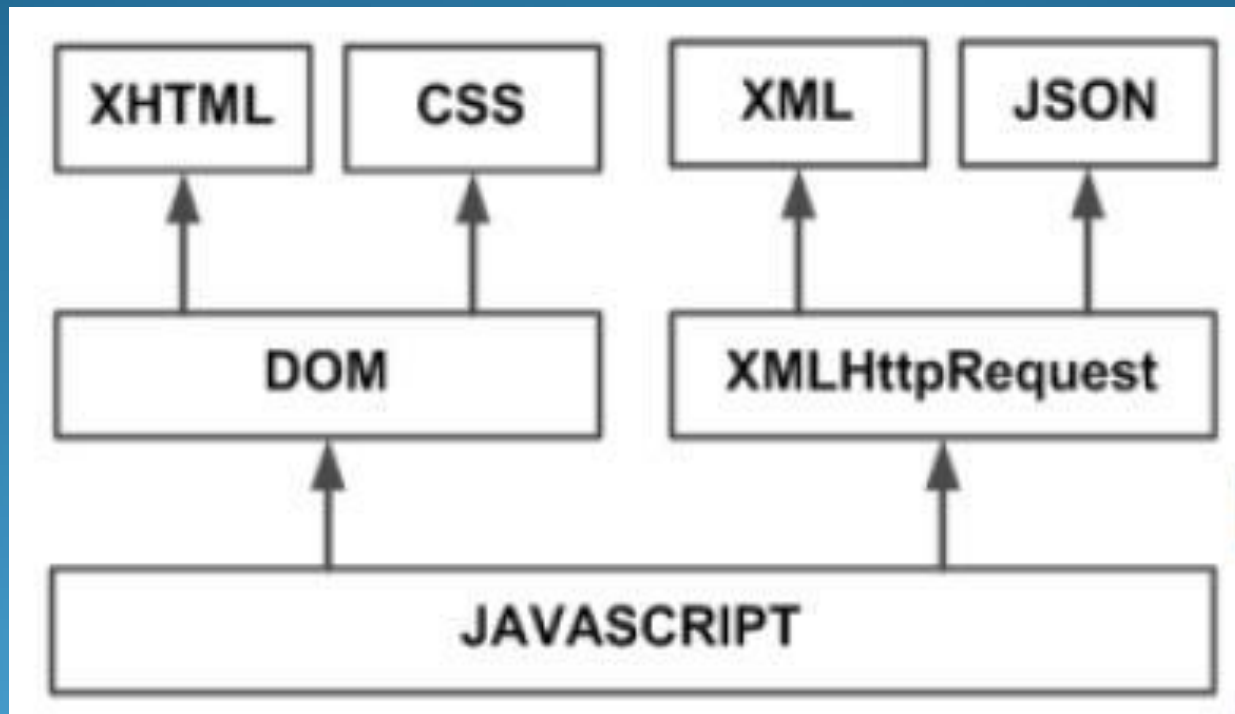 XHTML
CSS
XML
JSON
DOM
XMLHttpRequest
JAVASCRIPT